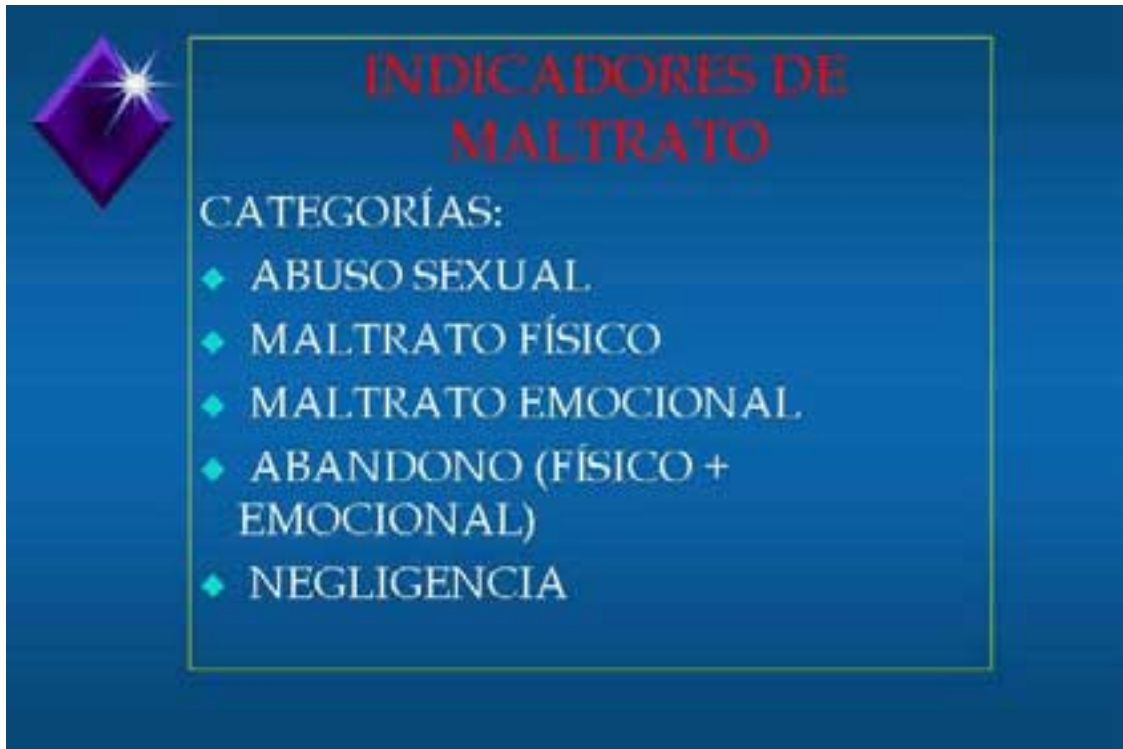 INDICADORES DE
MALTRATO
CATEGORÍAS:
ABUSO SEXUAL
MALTRATO FÍSICO
MALTRATO EMOCIONAL
ABANDONO (FÍSICO +
EMOCIONAL)
NEGLIGENCIA